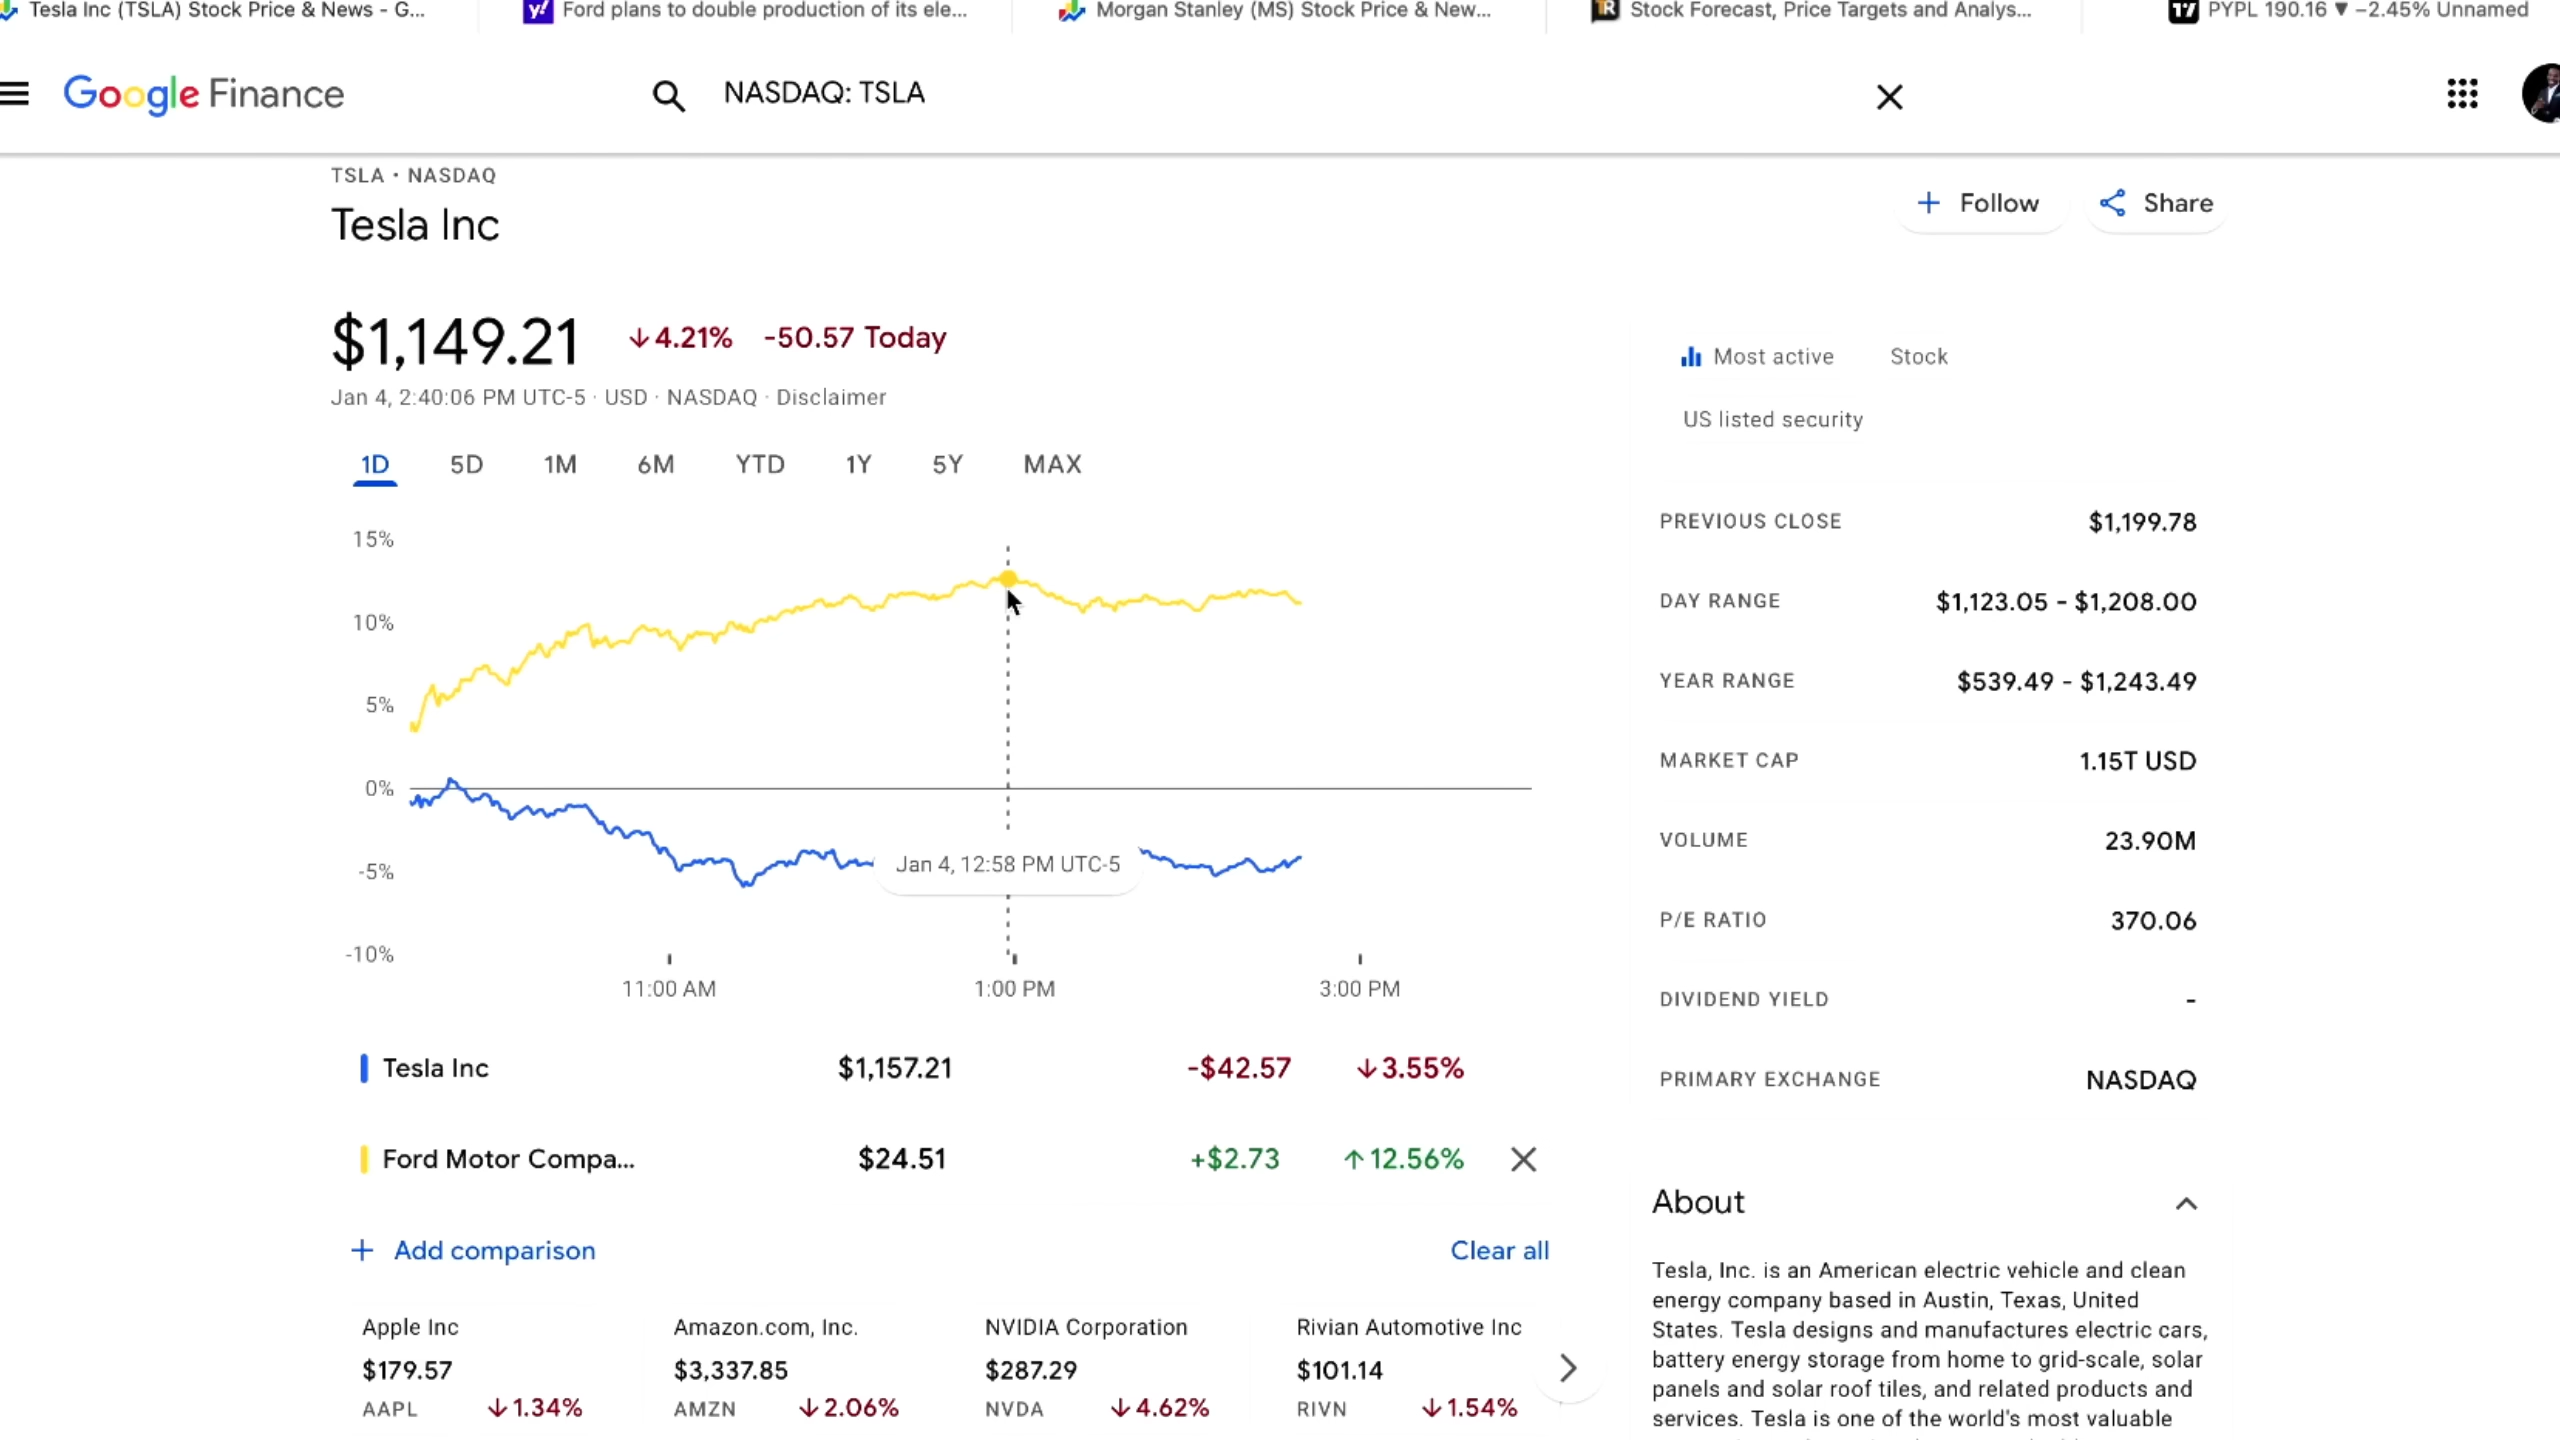 Tesla Inc (TSLA) Stock Price & News - G...
y! Ford plans to double production of its ele...
Morgan Stanley (MS) Stock Price & New...
TR Stock Forecast, Price Targets and Analys...
17 PYPL 190.16 ▼ −2.45% Unnamed
Google Finance
NASDAQ: TSLA
TSLA • NASDAQ
Tesla Inc
+ Follow
Share
$1,149.21 ↓4.21% -50.57 Today
Jan 4, 2:40:06 PM UTC-5 · USD · NASDAQ · Disclaimer
1D 5D 1M 6M YTD 1Y 5Y MAX
15%
10%
5%
0%
-5%
-10%
Jan 4, 12:58 PM UTC-5
11:00 AM 1:00 PM 3:00 PM
Tesla Inc $1,157.21 -$42.57 ↓3.55%
Ford Motor Compa... $24.51 +$2.73 ↑12.56%
+ Add comparison
Clear all
Apple Inc
$179.57
AAPL ↓1.34%
Amazon.com, Inc.
$3,337.85
AMZN ↓2.06%
NVIDIA Corporation
$287.29
NVDA ↓4.62%
Rivian Automotive Inc
$101.14
RIVN ↓1.54%
Most active Stock
US listed security
PREVIOUS CLOSE $1,199.78
DAY RANGE $1,123.05 - $1,208.00
YEAR RANGE $539.49 - $1,243.49
MARKET CAP 1.15T USD
VOLUME 23.90M
P/E RATIO 370.06
DIVIDEND YIELD -
PRIMARY EXCHANGE NASDAQ
About
Tesla, Inc. is an American electric vehicle and clean
energy company based in Austin, Texas, United
States. Tesla designs and manufactures electric cars,
battery energy storage from home to grid-scale, solar
panels and solar roof tiles, and related products and
services. Tesla is one of the world's most valuable